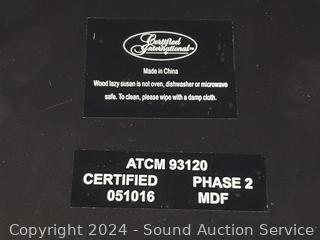 Certified
International™
Made in China
Wood lazy susan is not oven, dishwasher or microwave
safe. To clean, please wipe with a damp cloth.
ATCM 93120
CERTIFIED PHASE 2
051016 MDF
Copyright © 2024 - Sound Auction Service